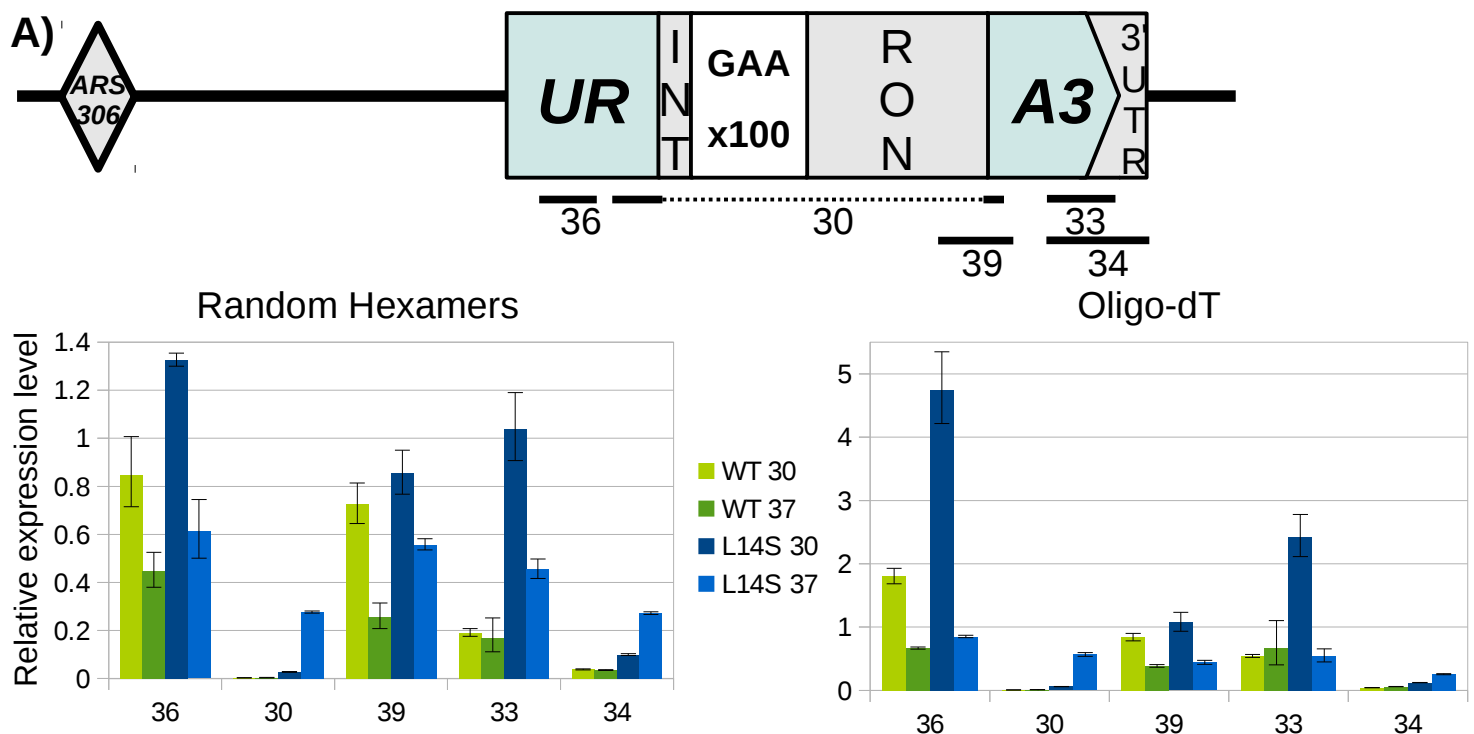 A)
ARS
306
UR
INT
GAA
x100
RON
A3
3'UTR
36
30
33
39
34
Random Hexamers
Oligo-dT
Relative expression level
1.4
1.2
1
0.8
0.6
0.4
0.2
0
36 30 39 33 34
WT 30
WT 37
L14S 30
L14S 37
5
4
3
2
1
0
36 30 39 33 34